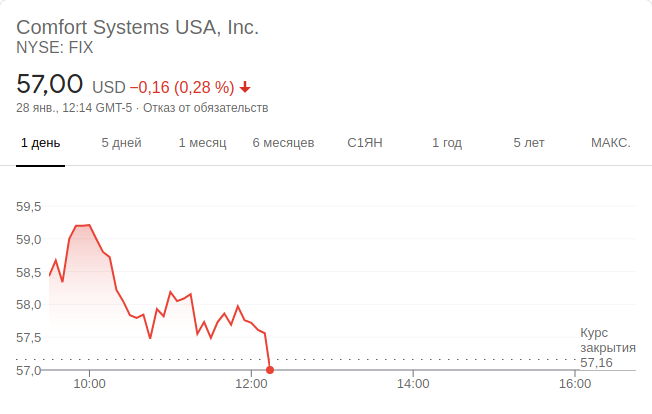 Comfort Systems USA, Inc.
NYSE: FIX
57,00 USD −0,16 (0,28 %)
28 янв., 12:14 GMT-5 · Отказ от обязательств
1 день 5 дней 1 месяц 6 месяцев С1ЯН 1 год 5 лет МАКС.
59,5
59,0
58,5
58,0
57,5
57,0
Курс
закрытия
57,16
10:00 12:00 14:00 16:00